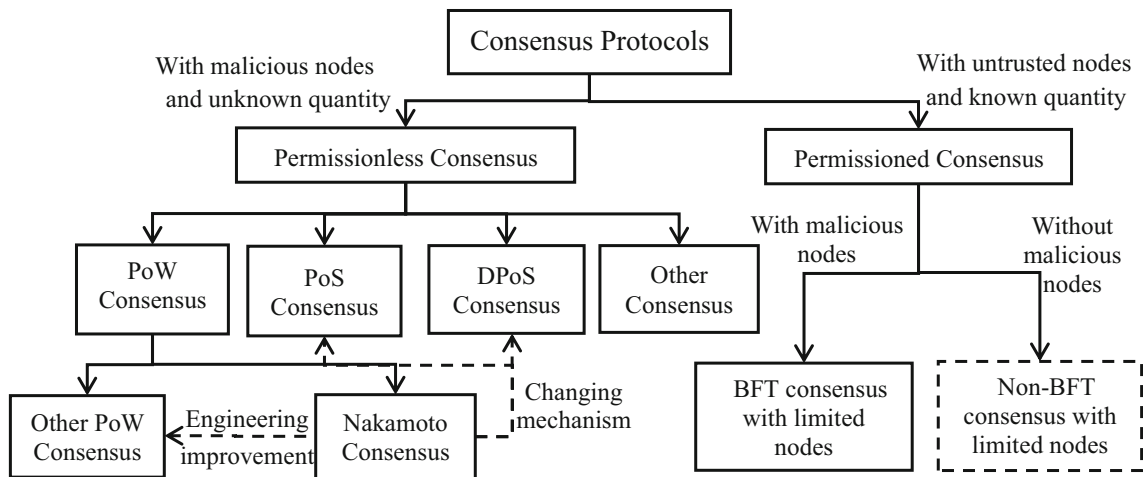 Consensus Protocols
With malicious nodes
and unknown quantity
With untrusted nodes
and known quantity
Permissionless Consensus
Permissioned Consensus
With malicious
nodes
Without
malicious
nodes
PoW
Consensus
PoS
Consensus
DPoS
Consensus
Other
Consensus
Other PoW
Consensus
Engineering
improvement
Nakamoto
Consensus
Changing
mechanism
BFT consensus
with limited
nodes
Non-BFT
consensus with
limited nodes